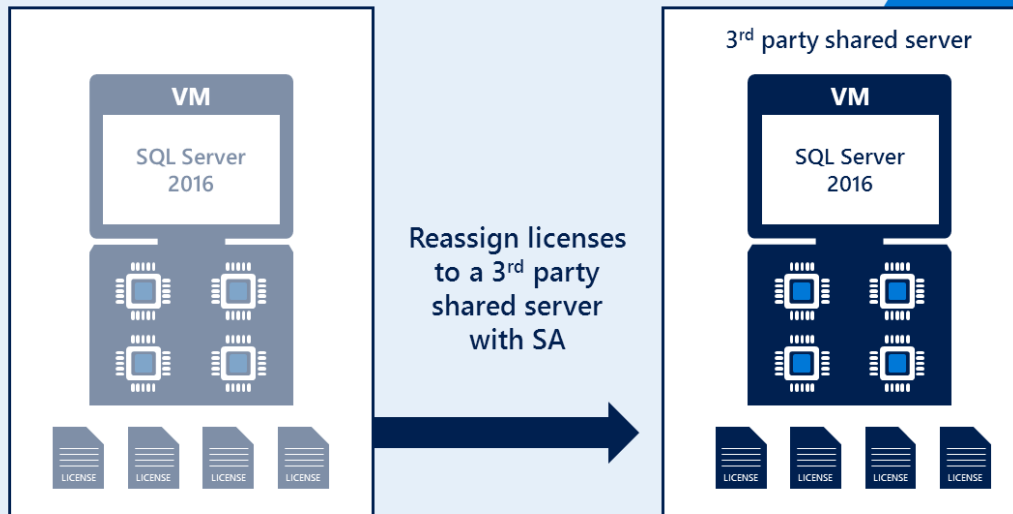 VM
SQL Server
2016
LICENSE
LICENSE
LICENSE
LICENSE
Reassign licenses
to a 3rd party
shared server
with SA
3rd party shared server
VM
SQL Server
2016
LICENSE
LICENSE
LICENSE
LICENSE